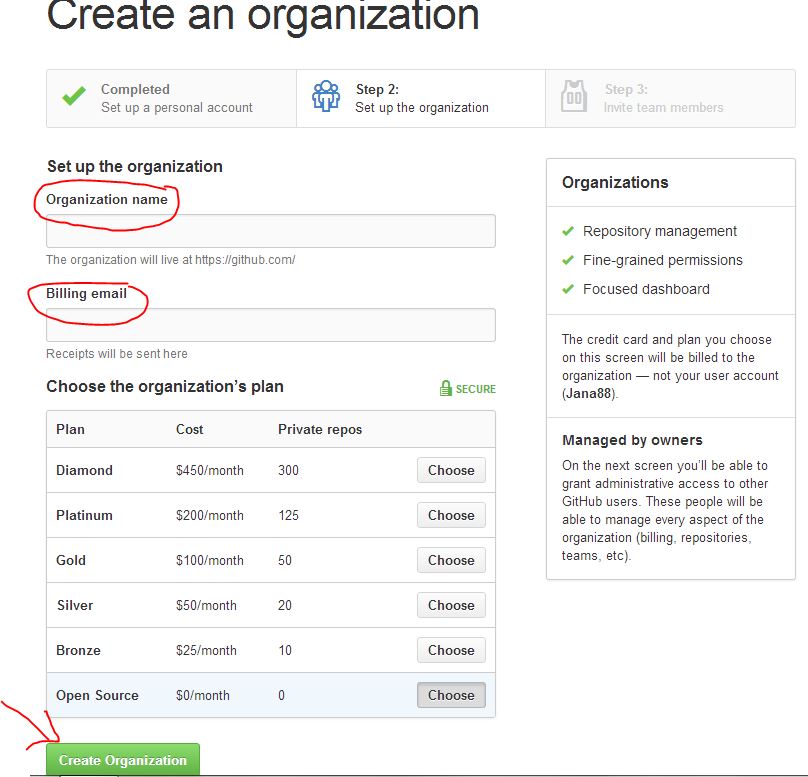 Create an organization
Completed
Set up a personal account
Step 2:
Set up the organization
Step 3:
Invite team members
Set up the organization
Organization name
The organization will live at https://github.com/
Billing email
Receipts will be sent here
Choose the organization's plan
SECURE
Plan Cost Private repos
Diamond $450/month 300 Choose
Platinum $200/month 125 Choose
Gold $100/month 50 Choose
Silver $50/month 20 Choose
Bronze $25/month 10 Choose
Open Source $0/month 0 Choose
Create Organization
Organizations
Repository management
Fine-grained permissions
Focused dashboard
The credit card and plan you choose
on this screen will be billed to the
organization — not your user account
(Jana88).
Managed by owners
On the next screen you'll be able to
grant administrative access to other
GitHub users. These people will be
able to manage every aspect of the
organization (billing, repositories,
teams, etc).